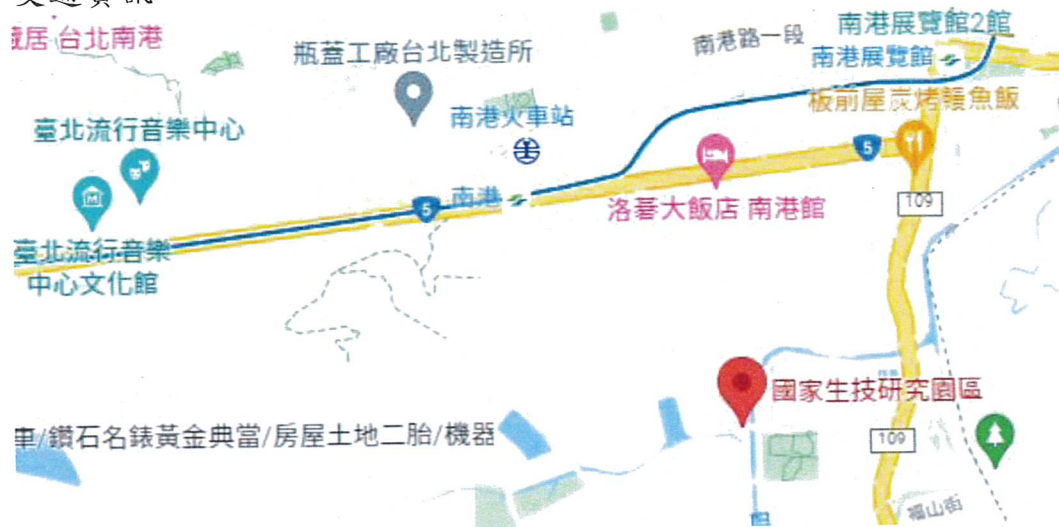 交通資訊
藏居 台北南港
瓶蓋工廠台北製造所
南港路一段
南港展覽館2館
南港展覽館
板前屋炭烤鰻魚飯
臺北流行音樂中心
南港火車站
5
5
南港
洛碁大飯店 南港館
109
臺北流行音樂
中心文化館
國家生技研究園區
車/鑽石名錶黃金典當/房屋土地二胎/機器
109
福山街